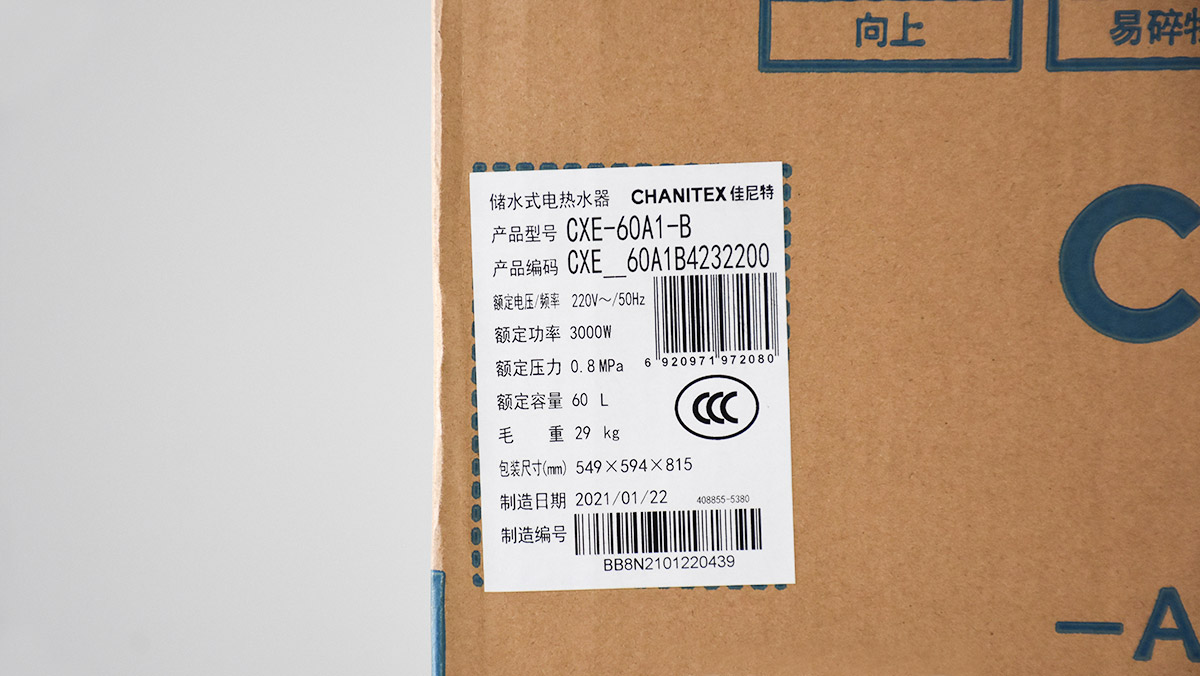 向上
易碎
储水式电热水器 CHANITEX佳尼特
产品型号 CXE-60A1-B
产品编码 CXE__60A1B4232200
额定电压/频率 220V～/50Hz
额定功率 3000W
6 920971 972080
额定压力 0.8MPa
额定容量 60 L
CCC
毛 重 29 kg
包装尺寸(mm) 549×594×815
制造日期 2021/01/22 408855-5380
制造编号
BB8N2101220439
C
—A